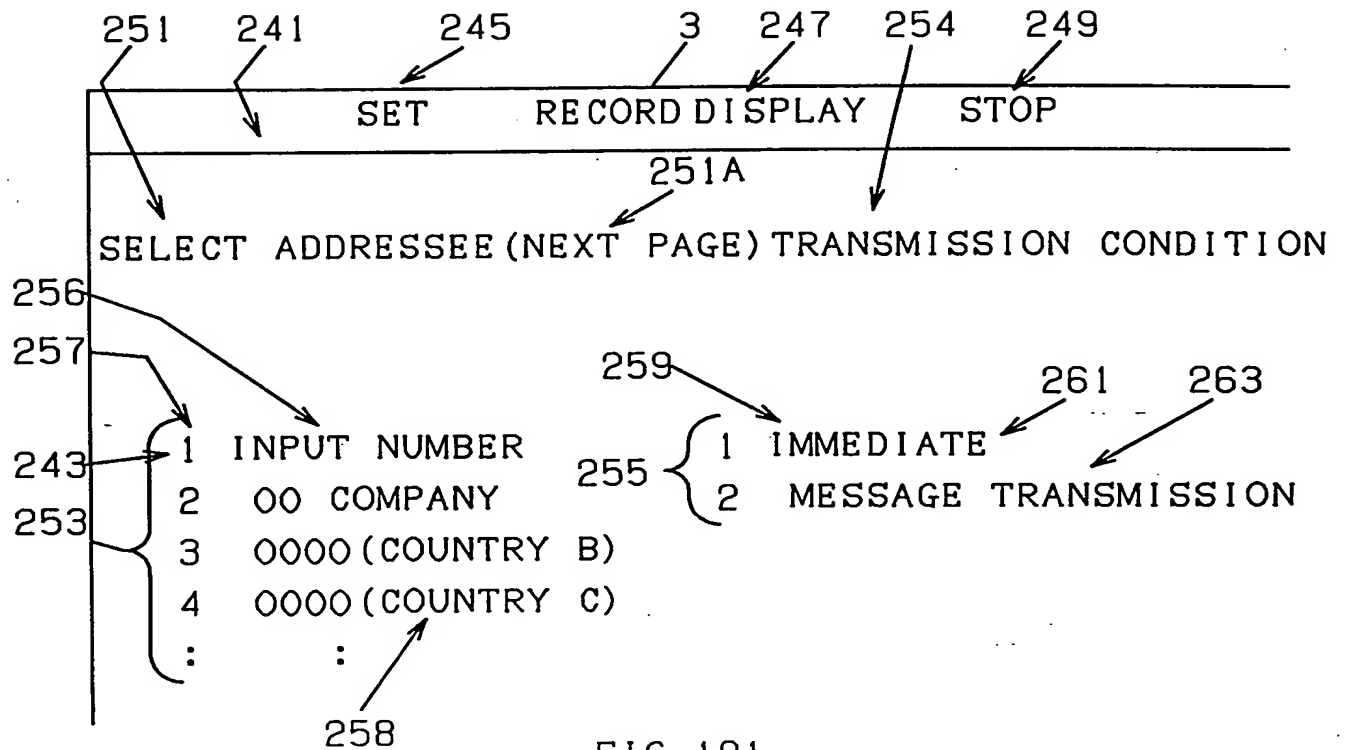 251 241 245 3 247 254 249
SET RECORD DISPLAY STOP
251A
SELECT ADDRESSEE(NEXT PAGE)TRANSMISSION CONDITION
256
257
259 261 263
1 INPUT NUMBER 1 IMMEDIATE
243 255
2 OO COMPANY 2 MESSAGE TRANSMISSION
253
3 OOOO(COUNTRY B)
4 OOOO(COUNTRY C)
: :
258